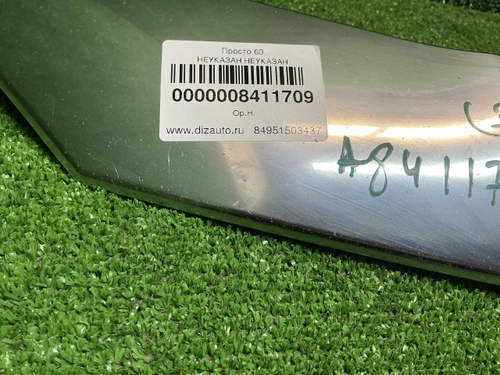 Просто 60
НЕУКАЗАН НЕУКАЗАН
0000008411709
Ор.н.
www.dizauto.ru 84951503437
A84117